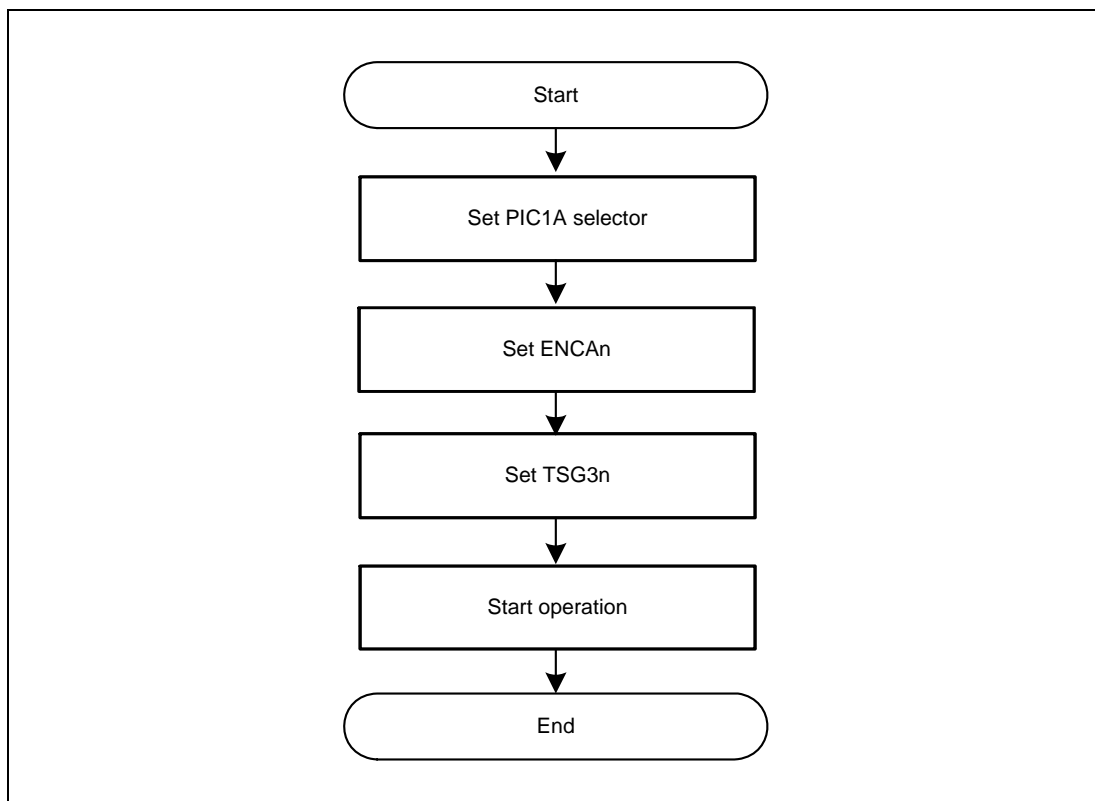 Start
Set PIC1A selector
Set ENCAn
Set TSG3n
Start operation
End